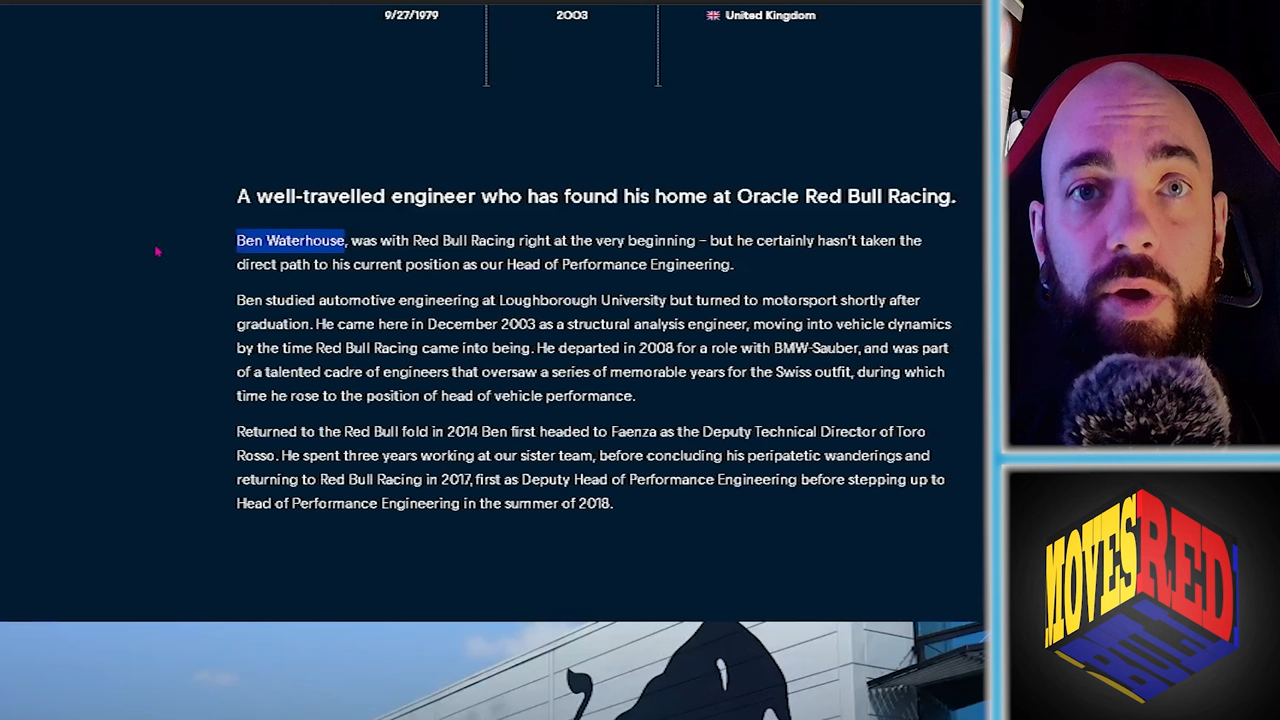 9/27/1979
2003
United Kingdom
A well-travelled engineer who has found his home at Oracle Red Bull Racing.
Ben Waterhouse, was with Red Bull Racing right at the very beginning – but he certainly hasn't taken the
direct path to his current position as our Head of Performance Engineering.
Ben studied automotive engineering at Loughborough University but turned to motorsport shortly after
graduation. He came here in December 2003 as a structural analysis engineer, moving into vehicle dynamics
by the time Red Bull Racing came into being. He departed in 2008 for a role with BMW-Sauber, and was part
of a talented cadre of engineers that oversaw a series of memorable years for the Swiss outfit, during which
time he rose to the position of head of vehicle performance.
Returned to the Red Bull fold in 2014 Ben first headed to Faenza as the Deputy Technical Director of Toro
Rosso. He spent three years working at our sister team, before concluding his peripatetic wanderings and
returning to Red Bull Racing in 2017, first as Deputy Head of Performance Engineering before stepping up to
Head of Performance Engineering in the summer of 2018.
MOVES
RED
BULL